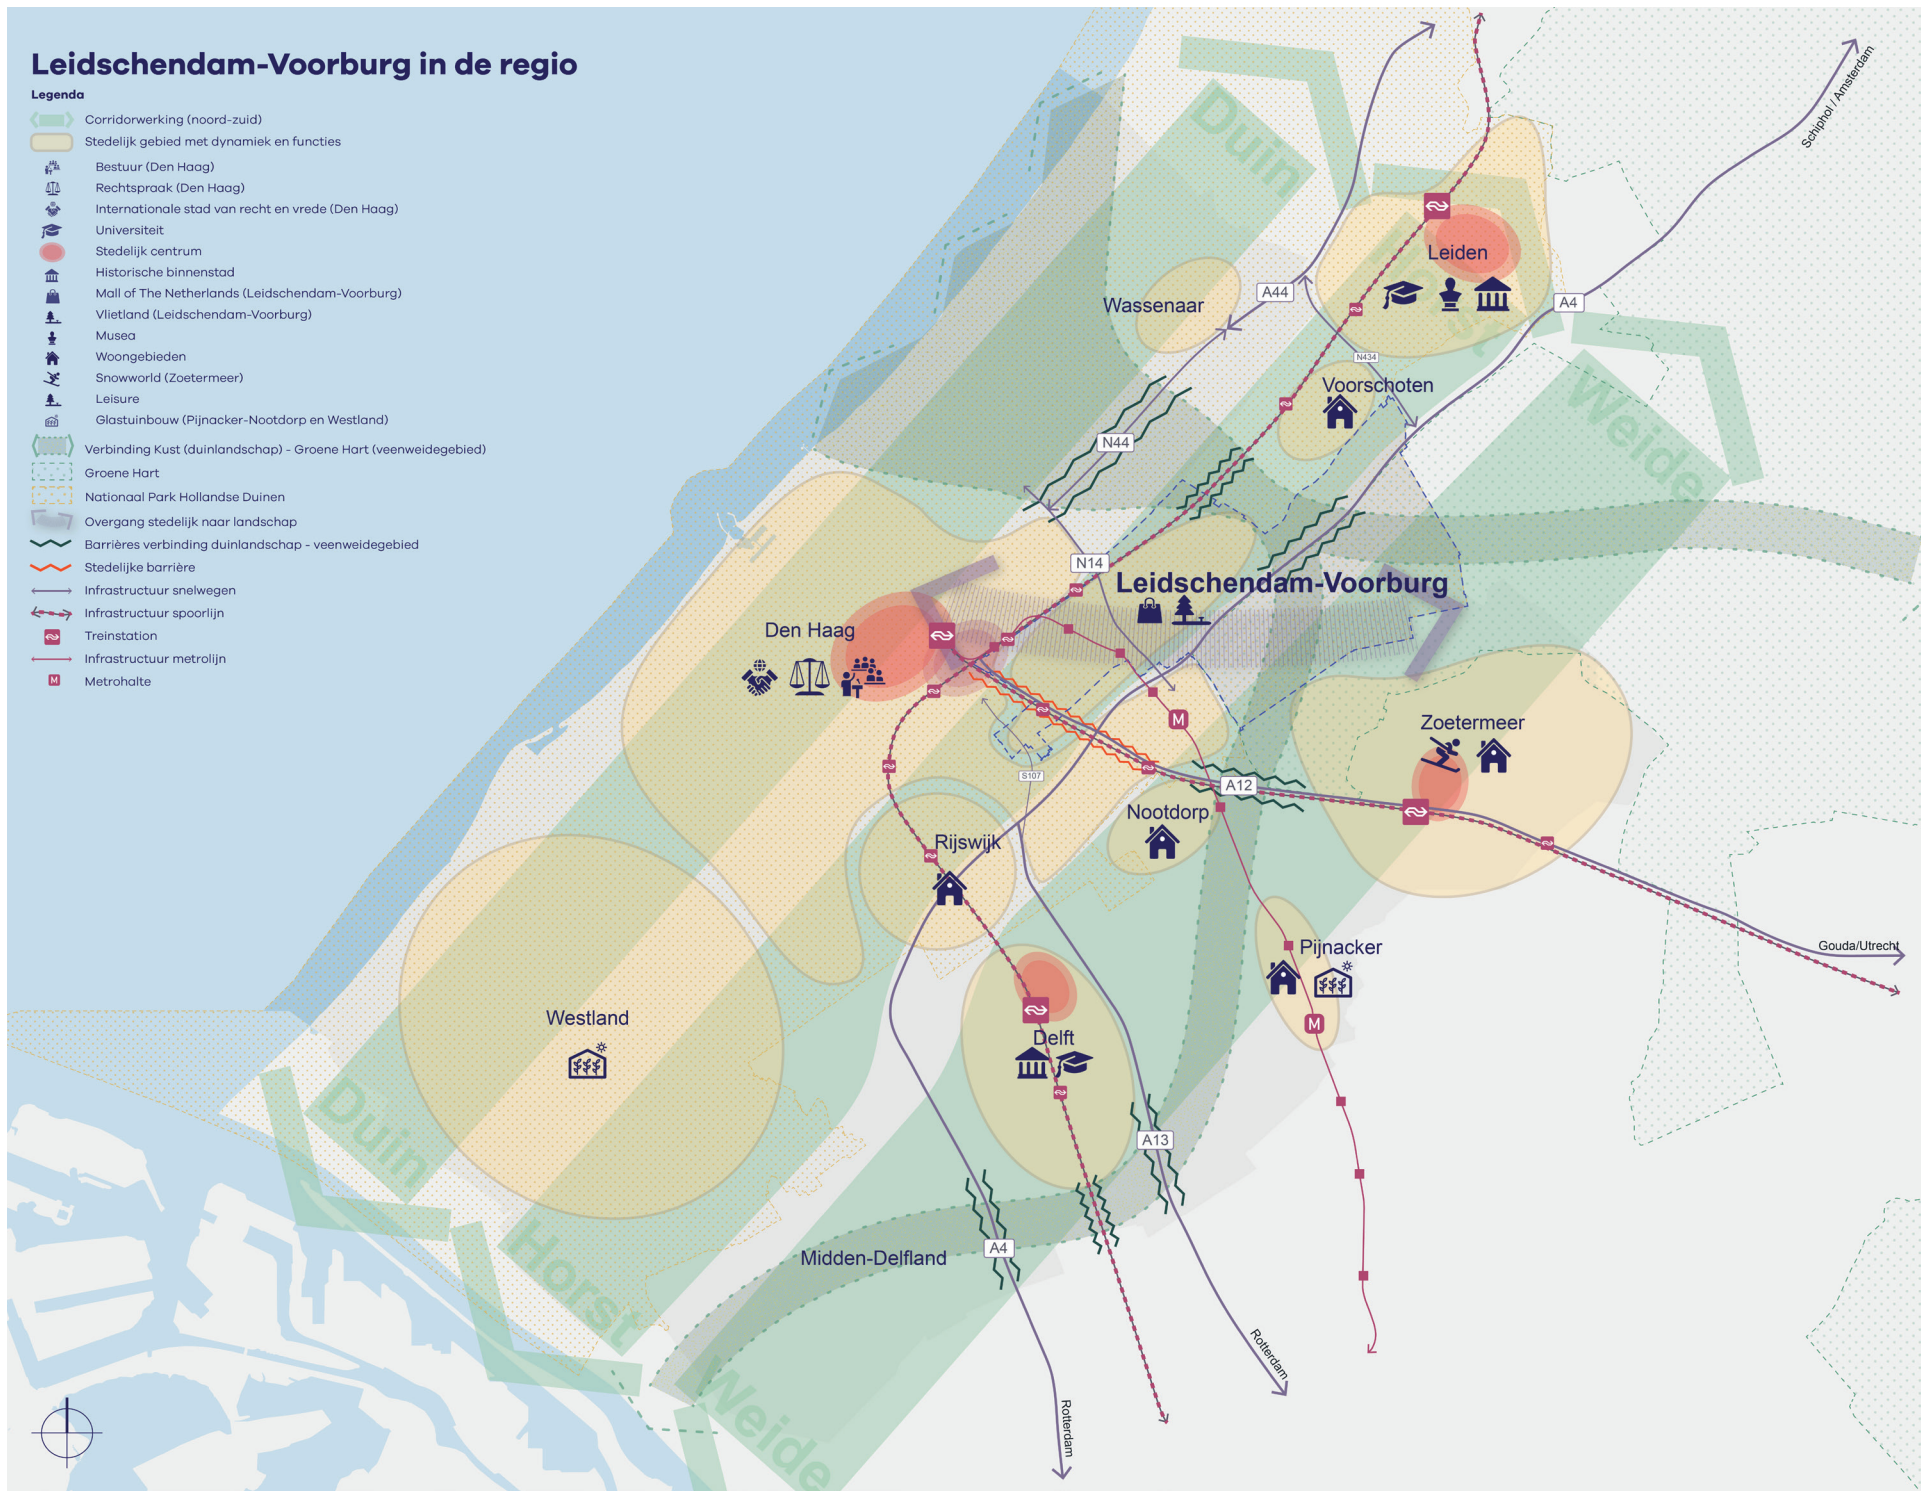 Leidschendam-Voorburg in de regio
Legenda
Corridorwerking (noord-zuid)
Stedelijk gebied met dynamiek en functies
Bestuur (Den Haag)
Rechtspraak (Den Haag)
Internationale stad van recht en vrede (Den Haag)
Universiteit
Stedelijk centrum
Historische binnenstad
Mall of The Netherlands (Leidschendam-Voorburg)
Vlietland (Leidschendam-Voorburg)
Musea
Woongebieden
Snowworld (Zoetermeer)
Leisure
Glastuinbouw (Pijnacker-Nootdorp en Westland)
Verbinding Kust (duinlandschap) - Groene Hart (veenweidegebied)
Groene Hart
Nationaal Park Hollandse Duinen
Overgang stedelijk naar landschap
Barrières verbinding duinlandschap - veenweidegebied
Stedelijke barrière
Infrastructuur snelwegen
Infrastructuur spoorlijn
Treinstation
Infrastructuur metrolijn
M Metrohalte
Schiphol / Amsterdam
Duin
Leiden
Horst
A44
A4
Wassenaar
N434
Voorschoten
Weide
N44
N14
Leidschendam-Voorburg
Den Haag
M
Zoetermeer
S107
A12
Nootdorp
Rijswijk
Gouda/Utrecht
Pijnacker
Westland
M
Delft
Duin
A13
Horst
A4
Midden-Delfland
Rotterdam
Weide
Rotterdam